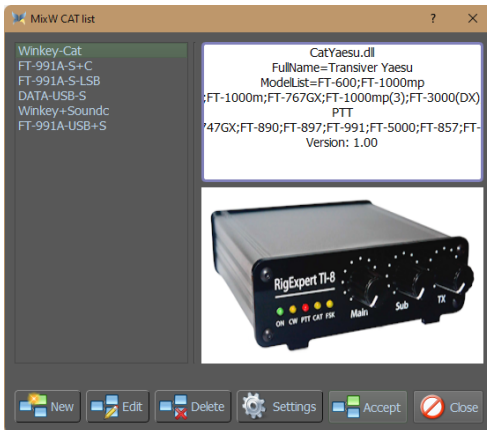 MixW CAT list
? ×
Winkey-Cat
FT-991A-S+C
FT-991A-S-LSB
DATA-USB-S
Winkey+Soundc
FT-991A-USB+S
CatYaesu.dll
FullName=Transiver Yaesu
ModelList=FT-600;FT-1000mp
;FT-1000m;FT-767GX;FT-1000mp(3);FT-3000(DX)
PTT
747GX;FT-890;FT-897;FT-991;FT-5000;FT-857;FT-
Version: 1.00
RigExpert TI-8
ON CW PTT CAT FSK
Main Sub TX
New Edit Delete Settings Accept Close